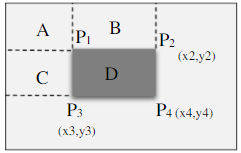 A B
P1 P2
(x2,y2)
C D
P3 P4 (x4,y4)
(x3,y3)